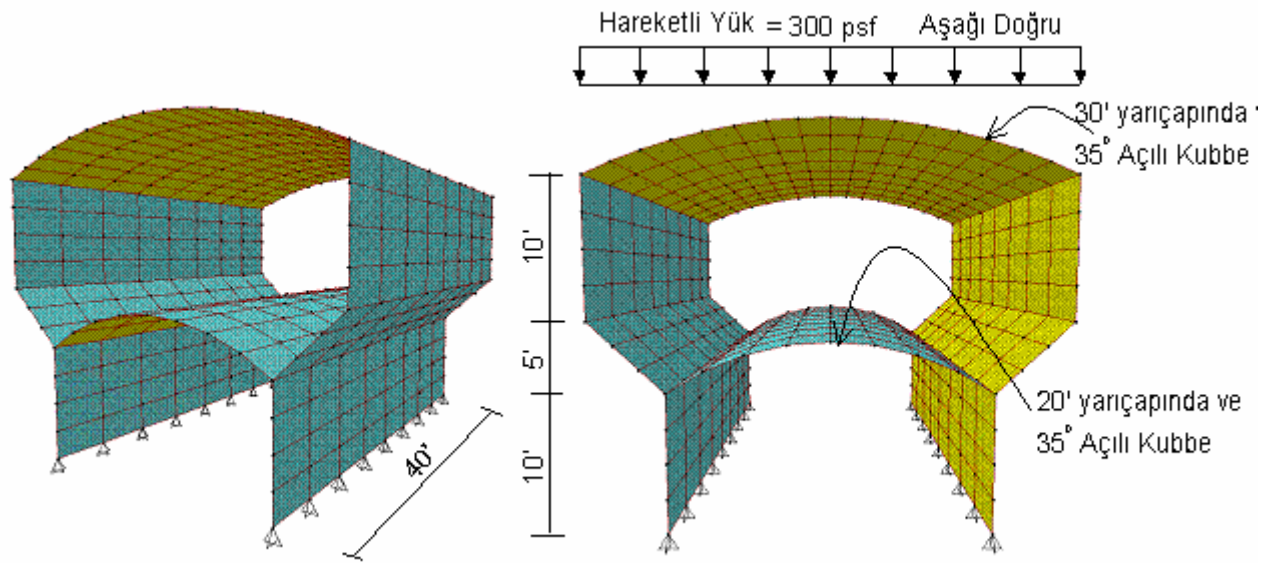 Hareketli Yük = 300 psf Aşağı Doğru
30' yarıçapında
35° Açılı Kubbe
10'
5'
10'
40'
20' yarıçapında ve
35° Açılı Kubbe